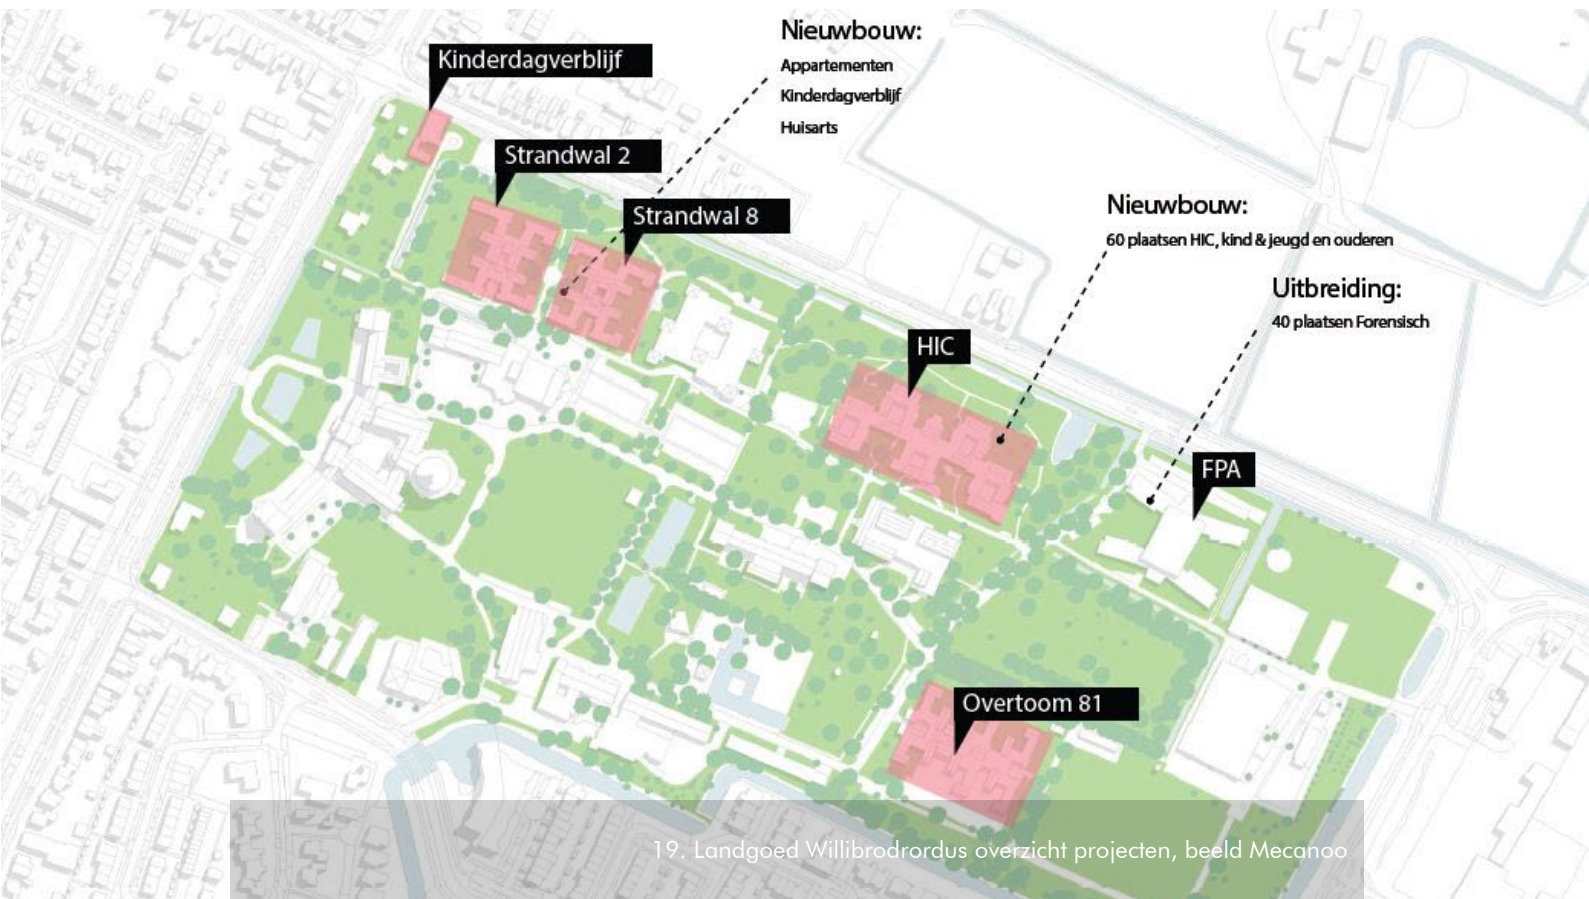 Nieuwbouw:
Appartementen
Kinderdagverblijf
Huisarts
Kinderdagverblijf
Strandwal 2
Strandwal 8
Nieuwbouw:
60 plaatsen HIC, kind & jeugd en ouderen
Uitbreiding:
40 plaatsen Forensisch
HIC
FPA
Overtoom 81
19. Landgoed Willibrodrordus overzicht projecten, beeld Mecanoo